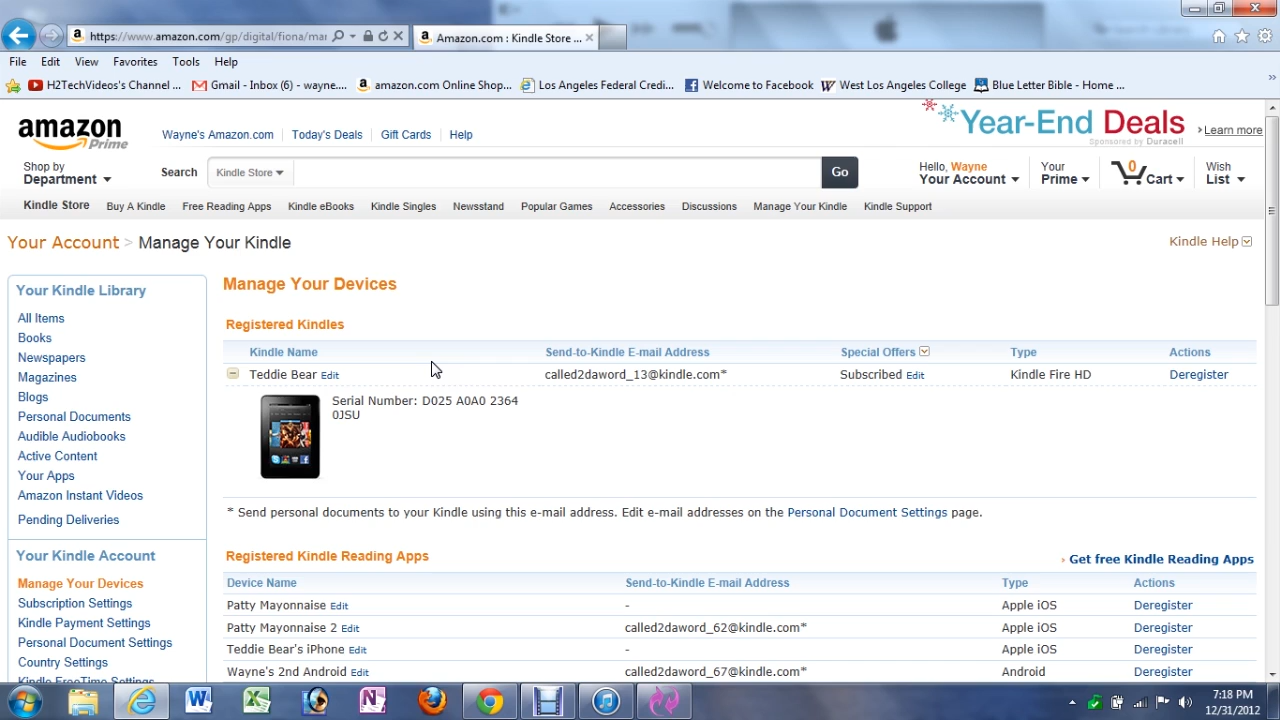 https://www.amazon.com/gp/digital/fiona/mar
Amazon.com : Kindle Store ...
File Edit View Favorites Tools Help
H2TechVideos's Channel ... Gmail - Inbox (6) - wayne.... amazon.com Online Shop... Los Angeles Federal Credi... Welcome to Facebook West Los Angeles College Blue Letter Bible - Home ...
amazon Prime
Wayne's Amazon.com Today's Deals Gift Cards Help
Year-End Deals
Sponsored by Duracell
Learn more
Shop by
Department
Search Kindle Store Go
Hello, Wayne
Your Account
Your
Prime
0
Cart
Wish
List
Kindle Store Buy A Kindle Free Reading Apps Kindle eBooks Kindle Singles Newsstand Popular Games Accessories Discussions Manage Your Kindle Kindle Support
Your Account > Manage Your Kindle
Kindle Help
Your Kindle Library
All Items
Books
Newspapers
Magazines
Blogs
Personal Documents
Audible Audiobooks
Active Content
Your Apps
Amazon Instant Videos
Pending Deliveries
Your Kindle Account
Manage Your Devices
Subscription Settings
Kindle Payment Settings
Personal Document Settings
Country Settings
Kindle FreeTime Settings
Manage Your Devices
Registered Kindles
Kindle Name Send-to-Kindle E-mail Address Special Offers Type Actions
Teddie Bear Edit called2daword_13@kindle.com* Subscribed Edit Kindle Fire HD Deregister
Serial Number: D025 A0A0 2364
0JSU
* Send personal documents to your Kindle using this e-mail address. Edit e-mail addresses on the Personal Document Settings page.
Registered Kindle Reading Apps
Get free Kindle Reading Apps
Device Name Send-to-Kindle E-mail Address Type Actions
Patty Mayonnaise Edit - Apple iOS Deregister
Patty Mayonnaise 2 Edit called2daword_62@kindle.com* Apple iOS Deregister
Teddie Bear's iPhone Edit - Apple iOS Deregister
Wayne's 2nd Android Edit called2daword_67@kindle.com* Android Deregister
7:18 PM
12/31/2012